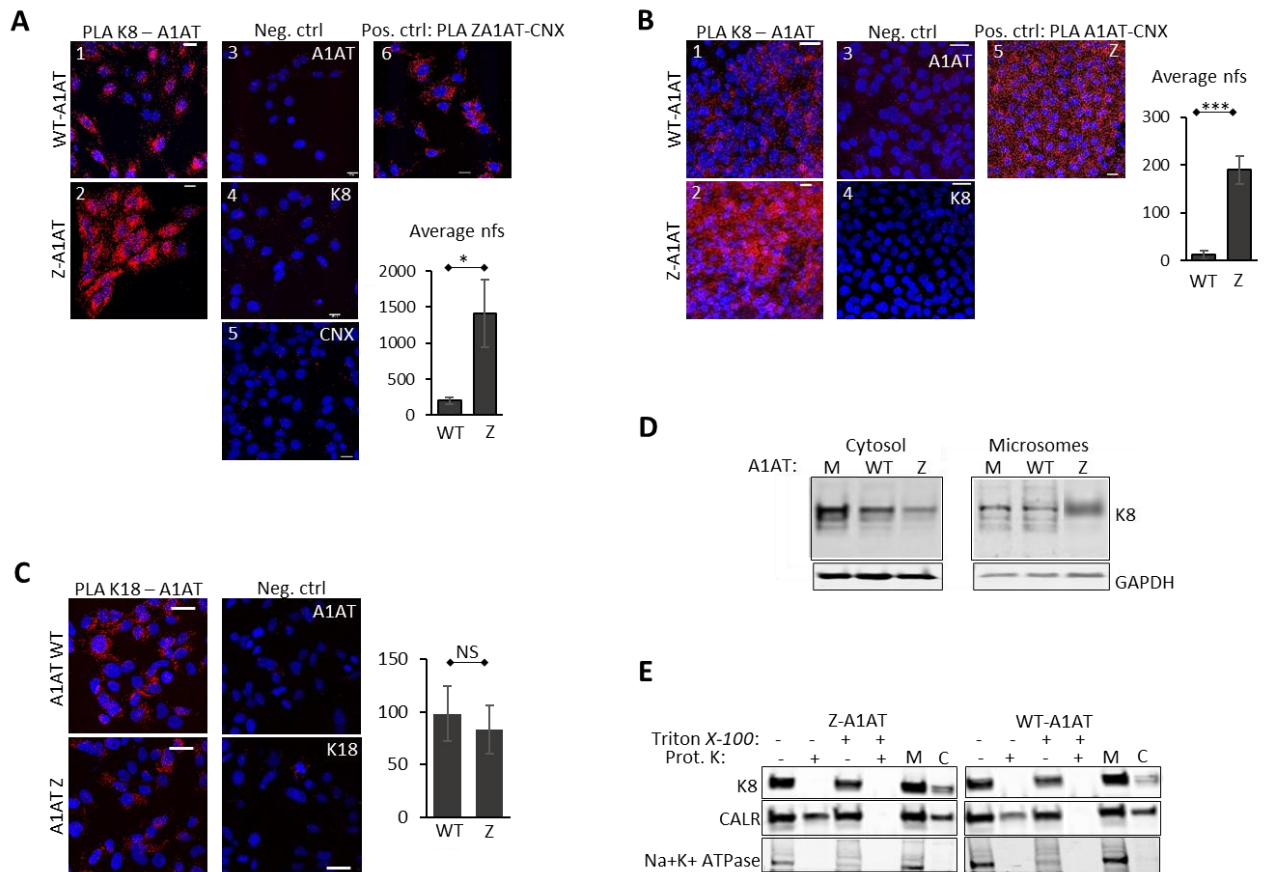 A
PLA K8 – A1AT
Neg. ctrl
Pos. ctrl: PLA ZA1AT-CNX
WT-A1AT
Z-A1AT
1
3
A1AT
6
2
4
K8
5
CNX
Average nfs
2000
1500
1000
500
0
*
WT
Z
B
PLA K8 – A1AT
Neg. ctrl
Pos. ctrl: PLA A1AT-CNX
WT-A1AT
Z-A1AT
1
3
A1AT
5
Z
2
4
K8
Average nfs
300
200
100
0
***
WT
Z
C
PLA K18 – A1AT
Neg. ctrl
A1AT WT
A1AT Z
A1AT
K18
150
100
50
0
NS
WT
Z
D
Cytosol
Microsomes
A1AT:
M WT Z
M WT Z
K8
GAPDH
E
Z-A1AT
WT-A1AT
Triton X-100: - - + + - - + +
Prot. K: - + - + M C - + - + M C
K8
CALR
Na+K+ ATPase